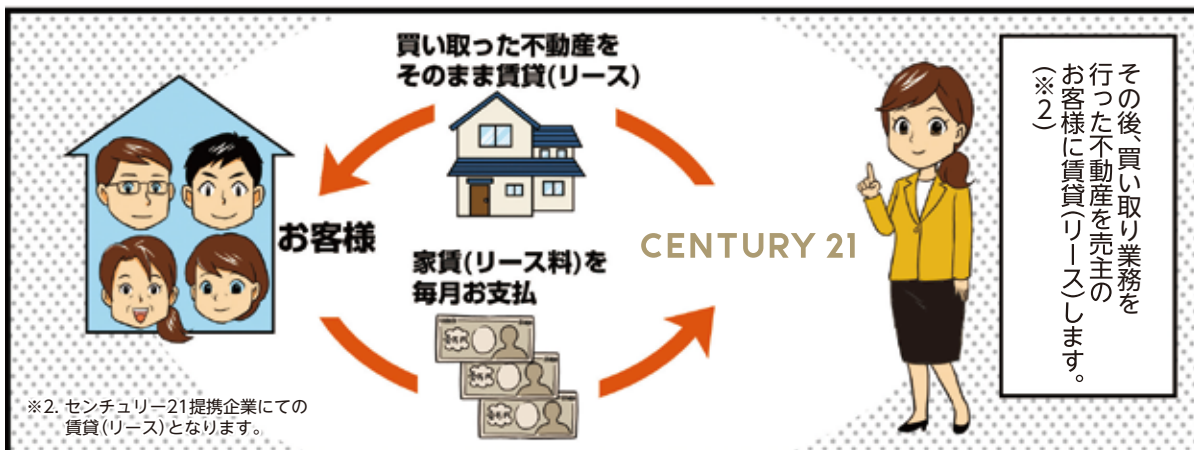 その後、買い取り業務を
行った不動産を売主の
お客様に賃貸(リース)します。
(※2)
買い取った不動産を
そのまま賃貸(リース)
お客様
CENTURY 21
家賃(リース料)を
毎月お支払
※2. センチュリー21提携企業にての
賃貸(リース)となります。